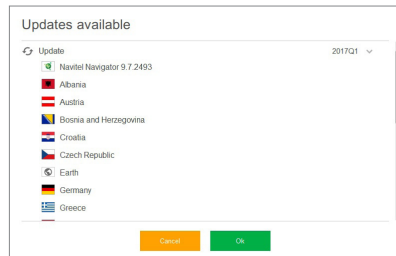 Updates available
Update 2017Q1
Navitel Navigator 9.7.2493
Albania
Austria
Bosnia and Herzegovina
Croatia
Czech Republic
Earth
Germany
Greece
Cancel Ok